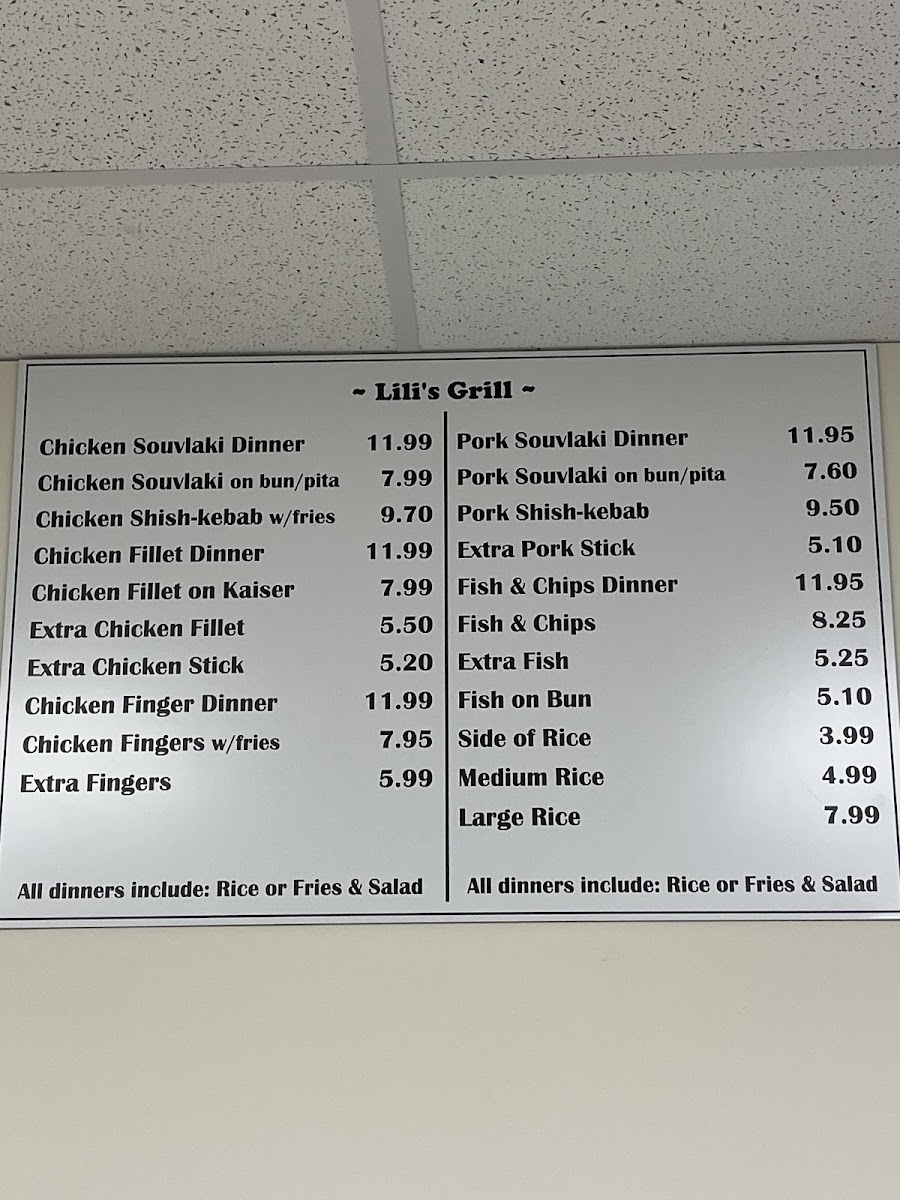 ~ Lili's Grill ~
Chicken Souvlaki Dinner 11.99
Chicken Souvlaki on bun/pita 7.99
Chicken Shish-kebab w/fries 9.70
Chicken Fillet Dinner 11.99
Chicken Fillet on Kaiser 7.99
Extra Chicken Fillet 5.50
Extra Chicken Stick 5.20
Chicken Finger Dinner 11.99
Chicken Fingers w/fries 7.95
Extra Fingers 5.99
All dinners include: Rice or Fries & Salad
Pork Souvlaki Dinner 11.95
Pork Souvlaki on bun/pita 7.60
Pork Shish-kebab 9.50
Extra Pork Stick 5.10
Fish & Chips Dinner 11.95
Fish & Chips 8.25
Extra Fish 5.25
Fish on Bun 5.10
Side of Rice 3.99
Medium Rice 4.99
Large Rice 7.99
All dinners include: Rice or Fries & Salad